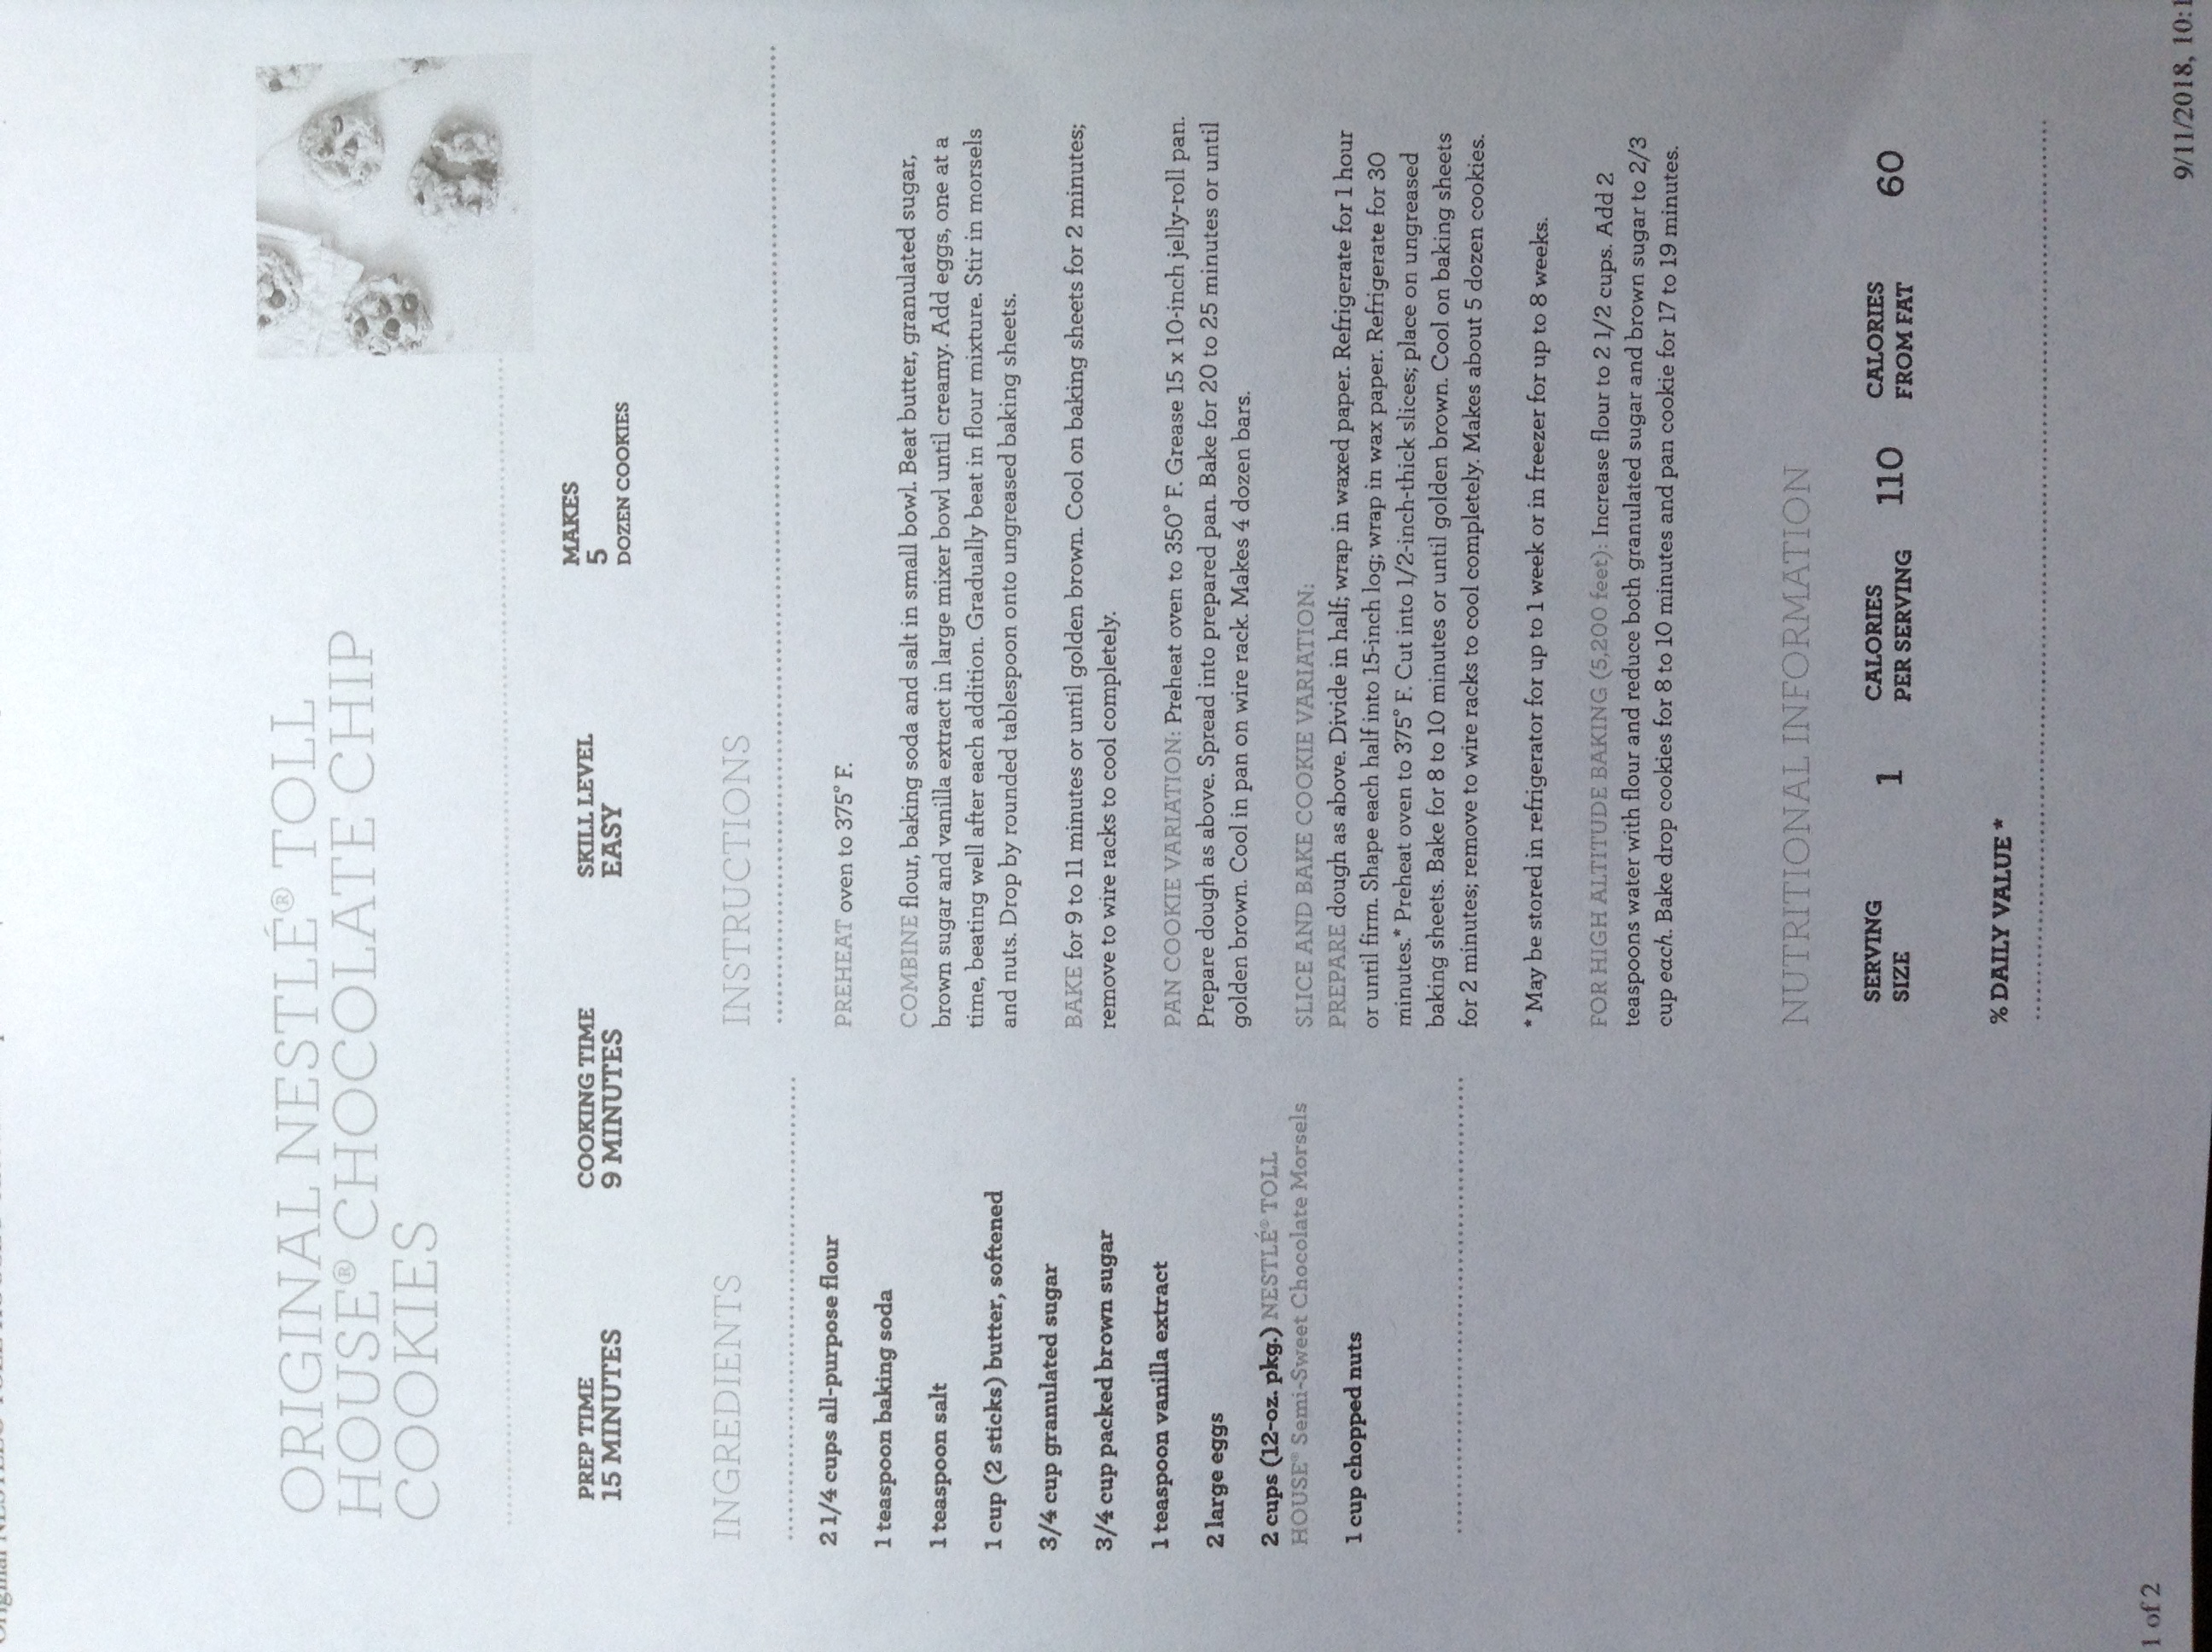 ORIGINAL NESTLÉ® TOLL
HOUSE® CHOCOLATE CHIP
COOKIES
PREP TIME
15 MINUTES
COOKING TIME
9 MINUTES
SKILL LEVEL
EASY
MAKES
5
DOZEN COOKIES
INGREDIENTS
2 1/4 cups all-purpose flour
1 teaspoon baking soda
1 teaspoon salt
1 cup (2 sticks) butter, softened
3/4 cup granulated sugar
3/4 cup packed brown sugar
1 teaspoon vanilla extract
2 large eggs
2 cups (12-oz. pkg.) NESTLÉ® TOLL
HOUSE® Semi-Sweet Chocolate Morsels
1 cup chopped nuts
INSTRUCTIONS
PREHEAT oven to 375° F.
COMBINE flour, baking soda and salt in small bowl. Beat butter, granulated sugar,
brown sugar and vanilla extract in large mixer bowl until creamy. Add eggs, one at a
time, beating well after each addition. Gradually beat in flour mixture. Stir in morsels
and nuts. Drop by rounded tablespoon onto ungreased baking sheets.
BAKE for 9 to 11 minutes or until golden brown. Cool on baking sheets for 2 minutes;
remove to wire racks to cool completely.
PAN COOKIE VARIATION: Preheat oven to 350° F. Grease 15 x 10-inch jelly-roll pan.
Prepare dough as above. Spread into prepared pan. Bake for 20 to 25 minutes or until
golden brown. Cool in pan on wire rack. Makes 4 dozen bars.
SLICE AND BAKE COOKIE VARIATION:
PREPARE dough as above. Divide in half; wrap in waxed paper. Refrigerate for 1 hour
or until firm. Shape each half into 15-inch log; wrap in wax paper. Refrigerate for 30
minutes.* Preheat oven to 375° F. Cut into 1/2-inch-thick slices; place on ungreased
baking sheets. Bake for 8 to 10 minutes or until golden brown. Cool on baking sheets
for 2 minutes; remove to wire racks to cool completely. Makes about 5 dozen cookies.
* May be stored in refrigerator for up to 1 week or in freezer for up to 8 weeks.
FOR HIGH ALTITUDE BAKING (5,200 feet): Increase flour to 2 1/2 cups. Add 2
teaspoons water with flour and reduce both granulated sugar and brown sugar to 2/3
cup each. Bake drop cookies for 8 to 10 minutes and pan cookie for 17 to 19 minutes.
NUTRITIONAL INFORMATION
SERVING
SIZE
1
CALORIES
PER SERVING
110
CALORIES
FROM FAT
60
% DAILY VALUE *
1 of 2
9/11/2018, 10:1